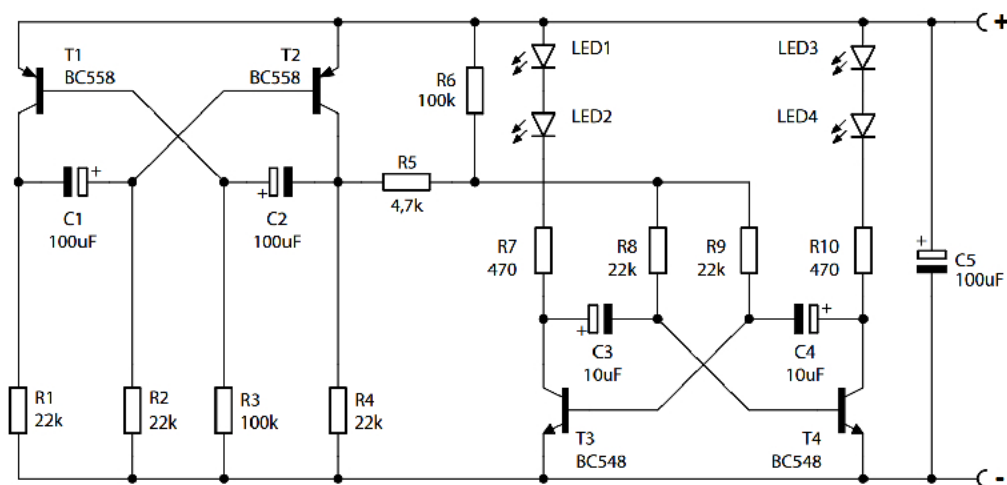 +
T1
BC558
T2
BC558
R6
100k
LED1
LED2
LED3
LED4
+
C1
100uF
+
C2
100uF
R5
4,7k
R7
470
R8
22k
R9
22k
R10
470
+
C5
100uF
+
C3
10uF
+
C4
10uF
R1
22k
R2
22k
R3
100k
R4
22k
T3
BC548
T4
BC548
-